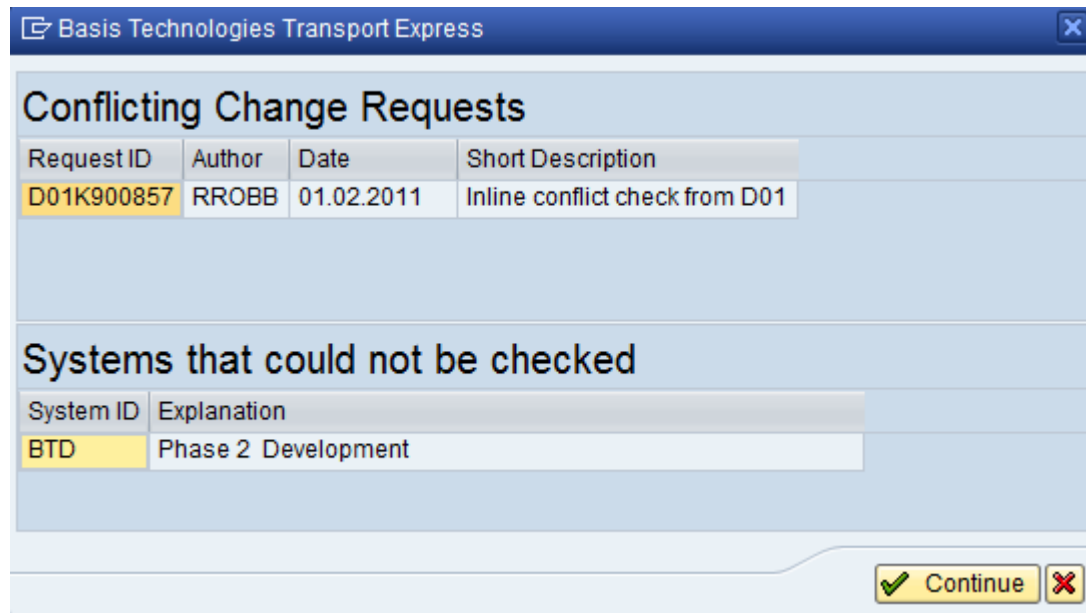 Basis Technologies Transport Express
Conflicting Change Requests
Request ID Author Date Short Description
D01K900857 RROBB 01.02.2011 Inline conflict check from D01
Systems that could not be checked
System ID Explanation
BTD Phase 2 Development
Continue